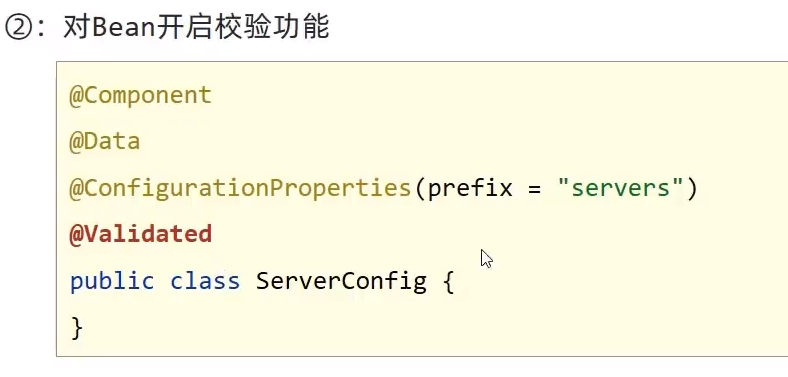 ②：对Bean开启校验功能
@Component
@Data
@ConfigurationProperties(prefix = "servers")
@Validated
public class ServerConfig {
}